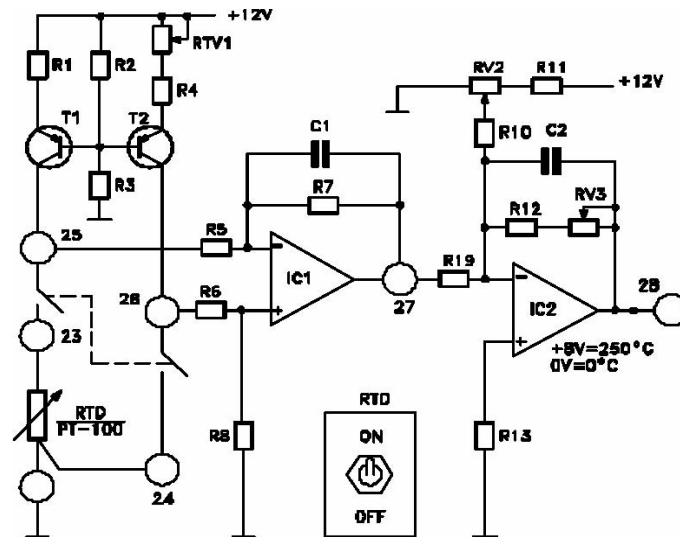 +12V
RTV1
R1
R2
R4
T1
T2
R3
25
26
23
RTD
PT-100
24
R5
R6
R8
C1
R7
IC1
27
RTD
ON
OFF
RV2
R11
+12V
R10
C2
R12
RV3
R19
IC2
28
+8V=250°C
0V=0°C
R13